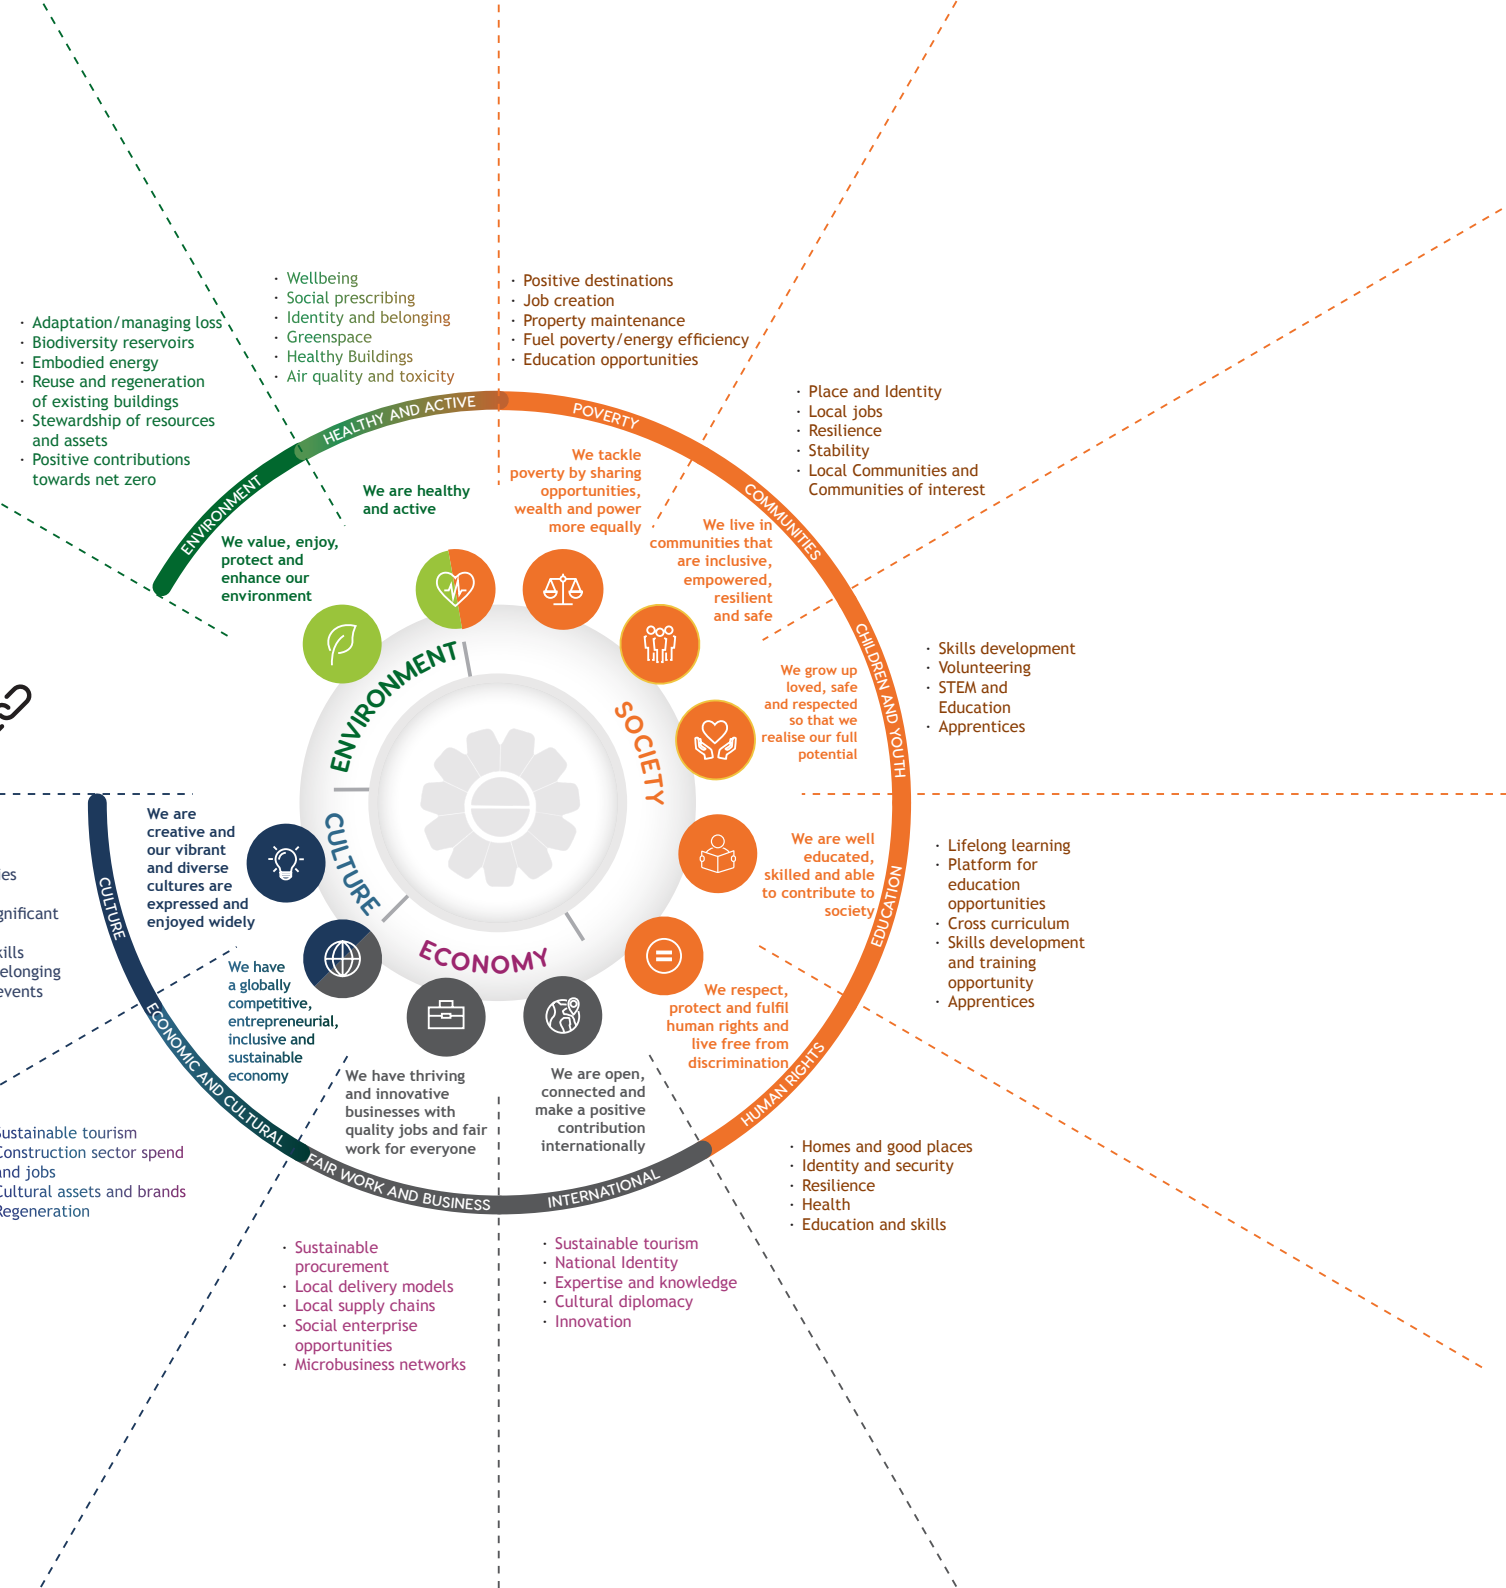 · Wellbeing
· Social prescribing
· Identity and belonging
· Greenspace
· Healthy Buildings
· Air quality and toxicity
· Positive destinations
· Job creation
· Property maintenance
· Fuel poverty/energy efficiency
· Education opportunities
· Adaptation/managing loss
· Biodiversity reservoirs
· Embodied energy
· Reuse and regeneration
of existing buildings
· Stewardship of resources
and assets
· Positive contributions
towards net zero
· Place and Identity
· Local jobs
· Resilience
· Stability
· Local Communities and
Communities of interest
ENVIRONMENT
HEALTHY AND ACTIVE
POVERTY
COMMUNITIES
CHILDREN AND YOUTH
EDUCATION
HUMAN RIGHTS
INTERNATIONAL
FAIR WORK AND BUSINESS
ECONOMIC AND CULTURAL
CULTURE
We value, enjoy,
protect and
enhance our
environment
We are healthy
and active
We tackle
poverty by sharing
opportunities,
wealth and power
more equally
We live in
communities that
are inclusive,
empowered,
resilient
and safe
We grow up
loved, safe
and respected
so that we
realise our full
potential
· Skills development
· Volunteering
· STEM and
Education
· Apprentices
ENVIRONMENT
SOCIETY
CULTURE
ECONOMY
We are
creative and
our vibrant
and diverse
cultures are
expressed and
enjoyed widely
We are well
educated,
skilled and able
to contribute to
society
· Lifelong learning
· Platform for
education
opportunities
· Cross curriculum
· Skills development
and training
opportunity
· Apprentices
We have
a globally
competitive,
entrepreneurial,
inclusive and
sustainable
economy
We have thriving
and innovative
businesses with
quality jobs and fair
work for everyone
We are open,
connected and
make a positive
contribution
internationally
We respect,
protect and fulfil
human rights and
live free from
discrimination
events
Sustainable tourism
Construction sector spend
and jobs
Cultural assets and brands
Regeneration
· Homes and good places
· Identity and security
· Resilience
· Health
· Education and skills
· Sustainable
procurement
· Local delivery models
· Local supply chains
· Social enterprise
opportunities
· Microbusiness networks
· Sustainable tourism
· National Identity
· Expertise and knowledge
· Cultural diplomacy
· Innovation